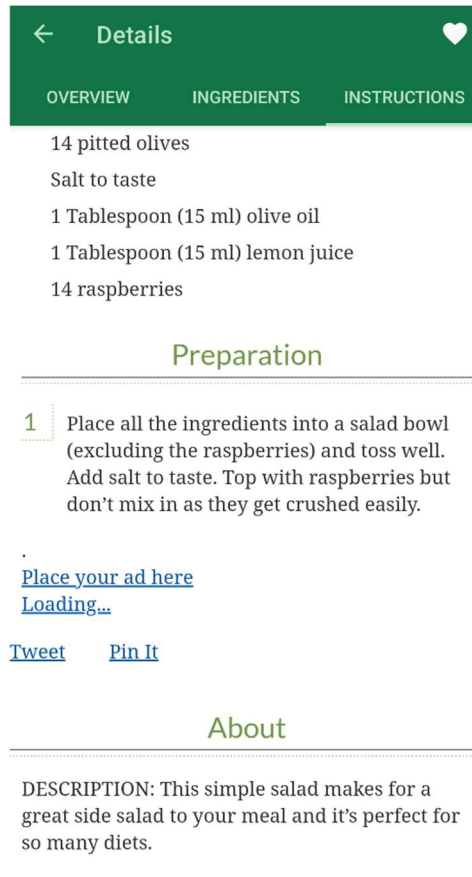 Details
OVERVIEW INGREDIENTS INSTRUCTIONS
14 pitted olives
Salt to taste
1 Tablespoon (15 ml) olive oil
1 Tablespoon (15 ml) lemon juice
14 raspberries
Preparation
1 Place all the ingredients into a salad bowl
(excluding the raspberries) and toss well.
Add salt to taste. Top with raspberries but
don’t mix in as they get crushed easily.
.
Place your ad here
Loading...
Tweet Pin It
About
DESCRIPTION: This simple salad makes for a
great side salad to your meal and it’s perfect for
so many diets.